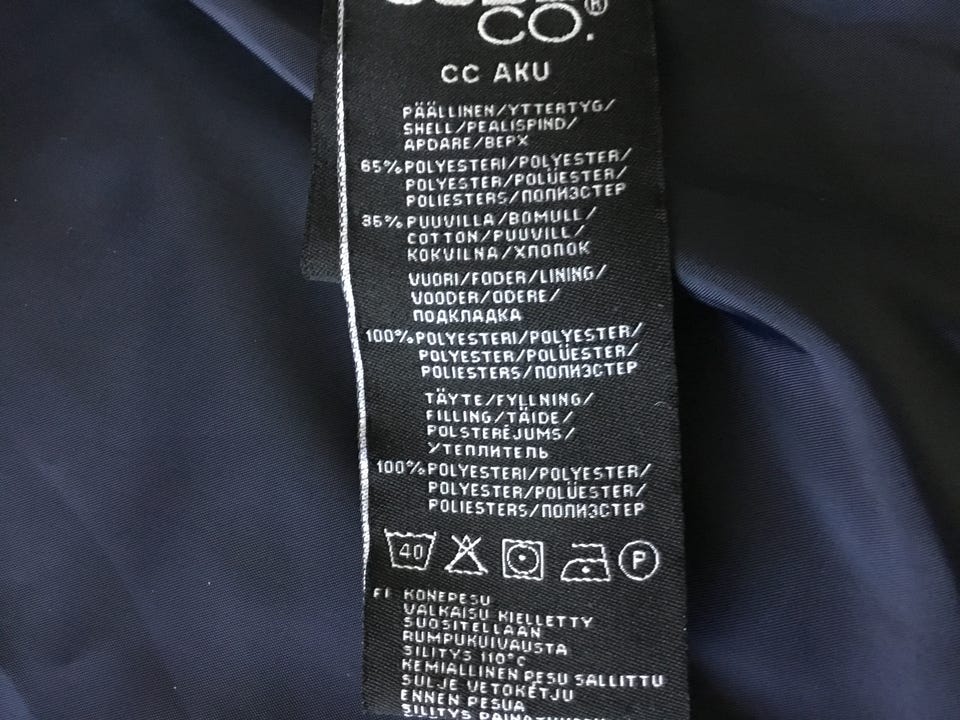 CO.®
CC AKU
PÄÄLLINEN/YTTERTYG/
SHELL/PEALISPIND/
APDARE/ВЕРХ
65% POLYESTERI/POLYESTER/
POLYESTER/POLÜESTER/
POLIESTERS/ПОЛИЭСТЕР
35% PUUVILLA/BOMULL/
COTTON/PUUVILL/
KOKVILNA/ХЛОПОК
VUORI/FODER/LINING/
VOODER/ODERE/
ПОДКЛАДКА
100% POLYESTERI/POLYESTER/
POLYESTER/POLÜESTER/
POLIESTERS/ПОЛИЭСТЕР
TÄYTE/FYLLNING/
FILLING/TÄIDE/
POLSTERĒJUMS/
УТЕПЛИТЕЛЬ
100% POLYESTERI/POLYESTER/
POLYESTER/POLÜESTER/
POLIESTERS/ПОЛИЭСТЕР
40 P
FI KONEPESU
VALKAISU KIELLETTY
SUOSITELLAAN
RUMPUKUIVAUSTA
SILITYS 110°C
KEMIALLINEN PESU SALLITTU
SULJE VETOKETJU
ENNEN PESUA
SILITYS